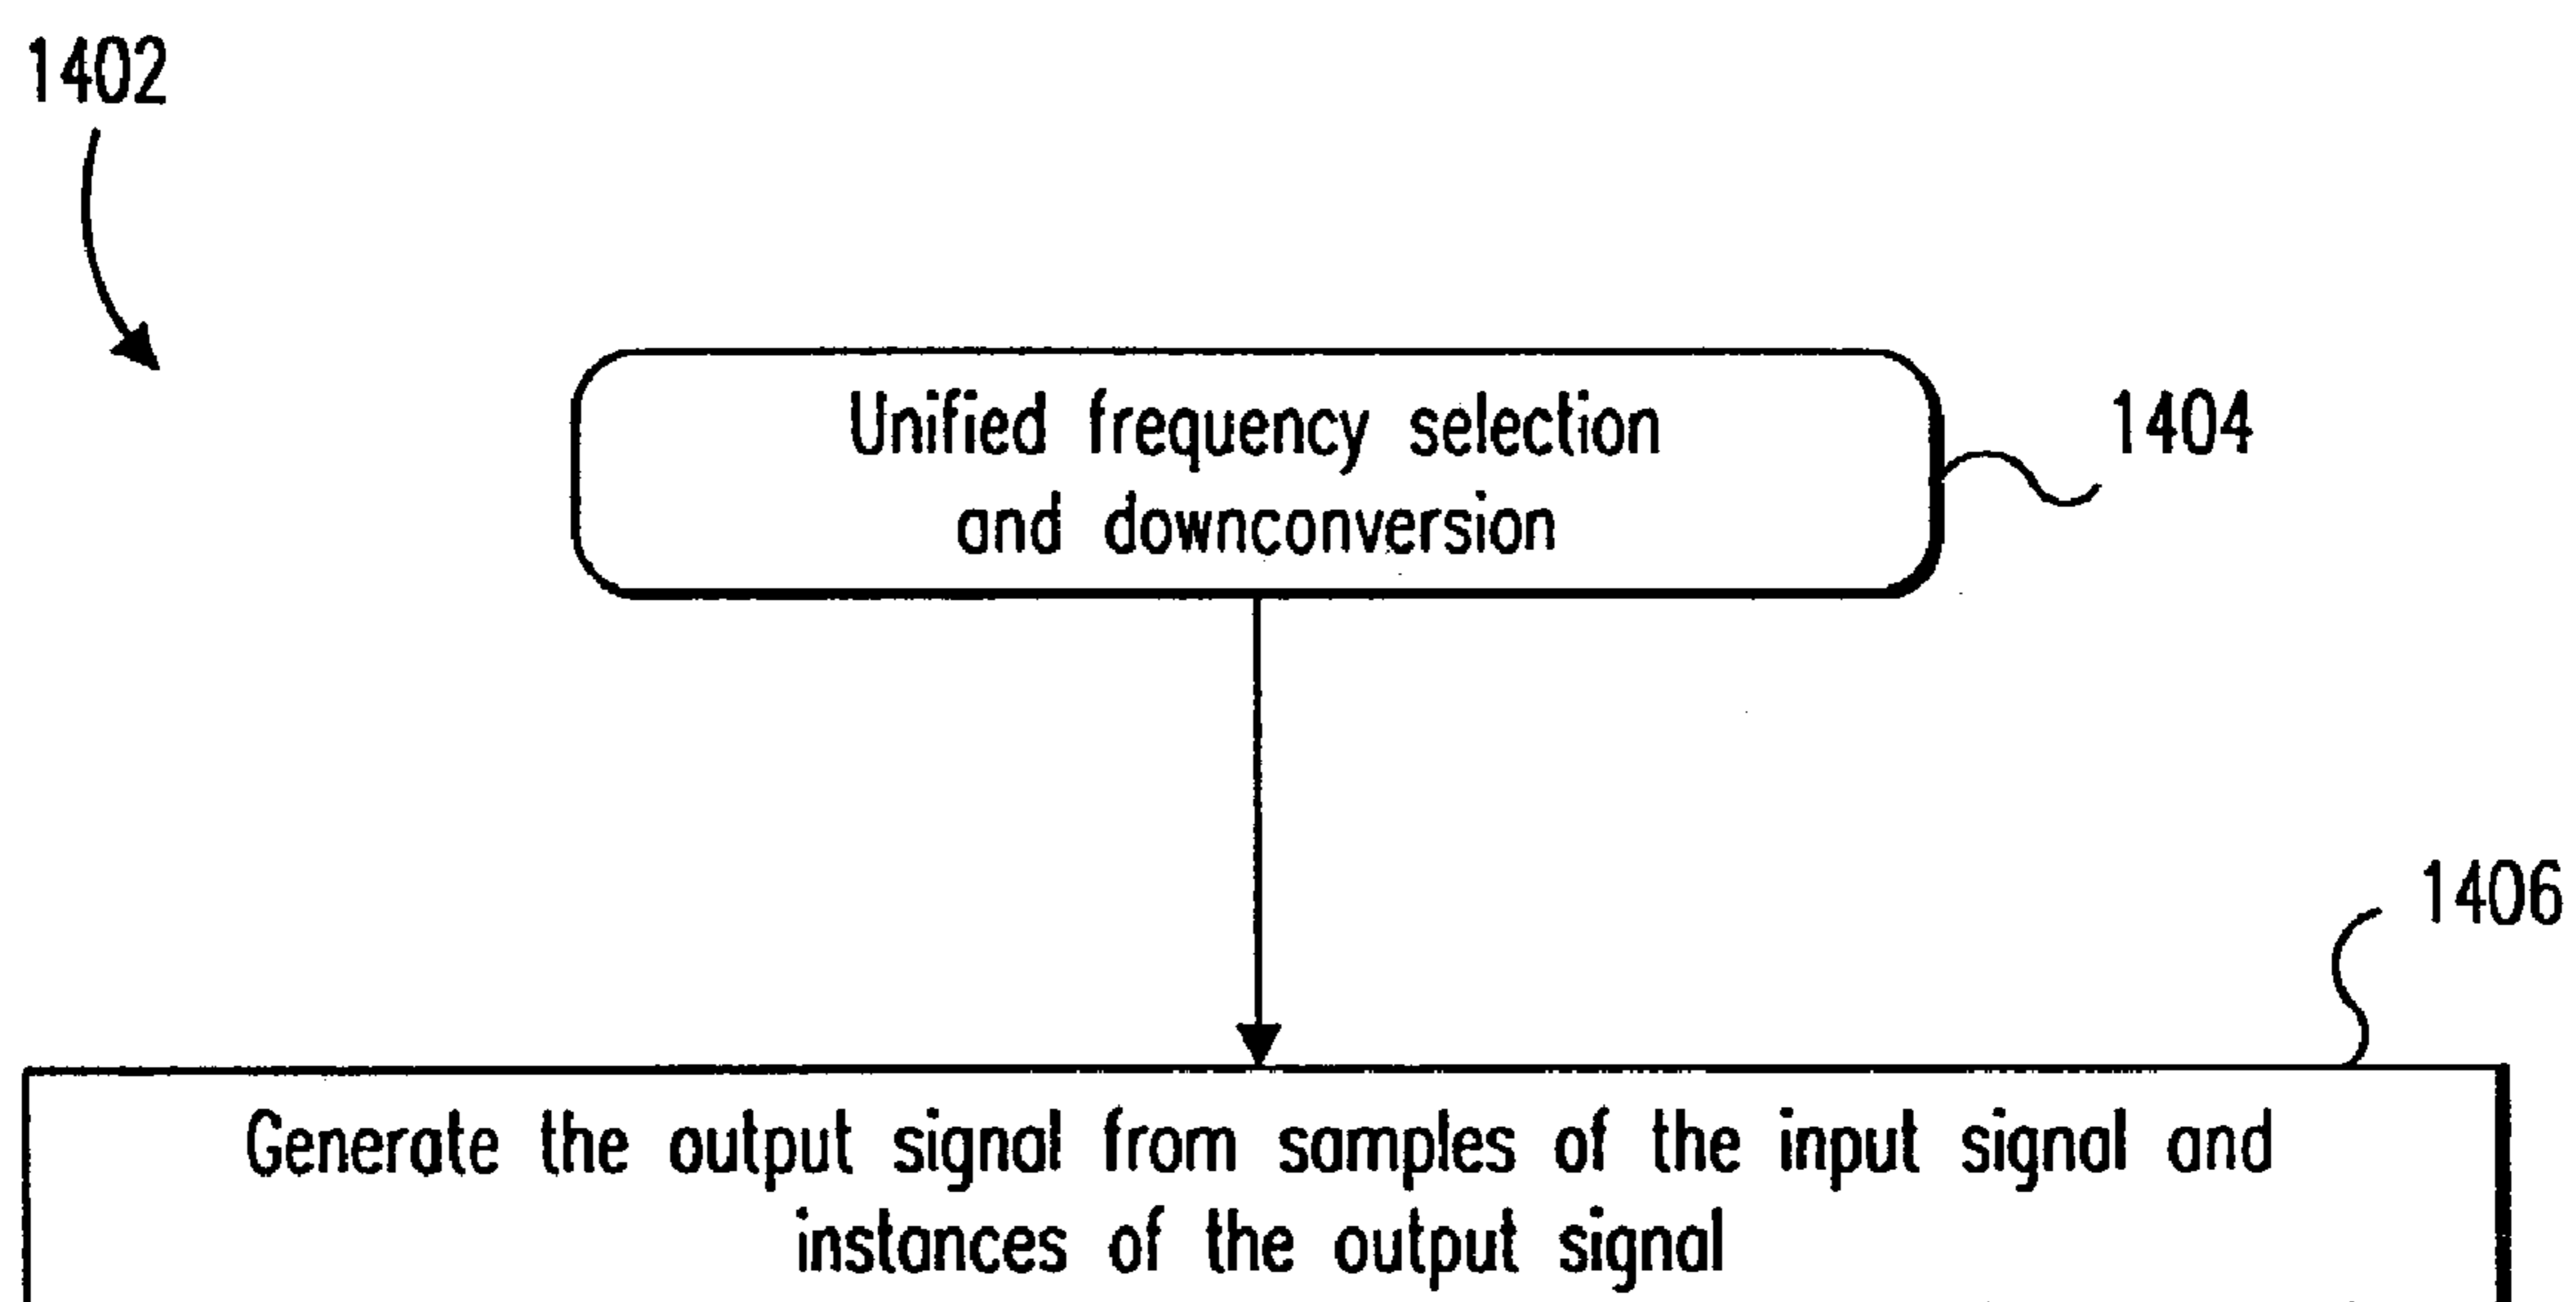 1402
Unified frequency selection
and downconversion
1404
1406
Generate the output signal from samples of the input signal and
instances of the output signal